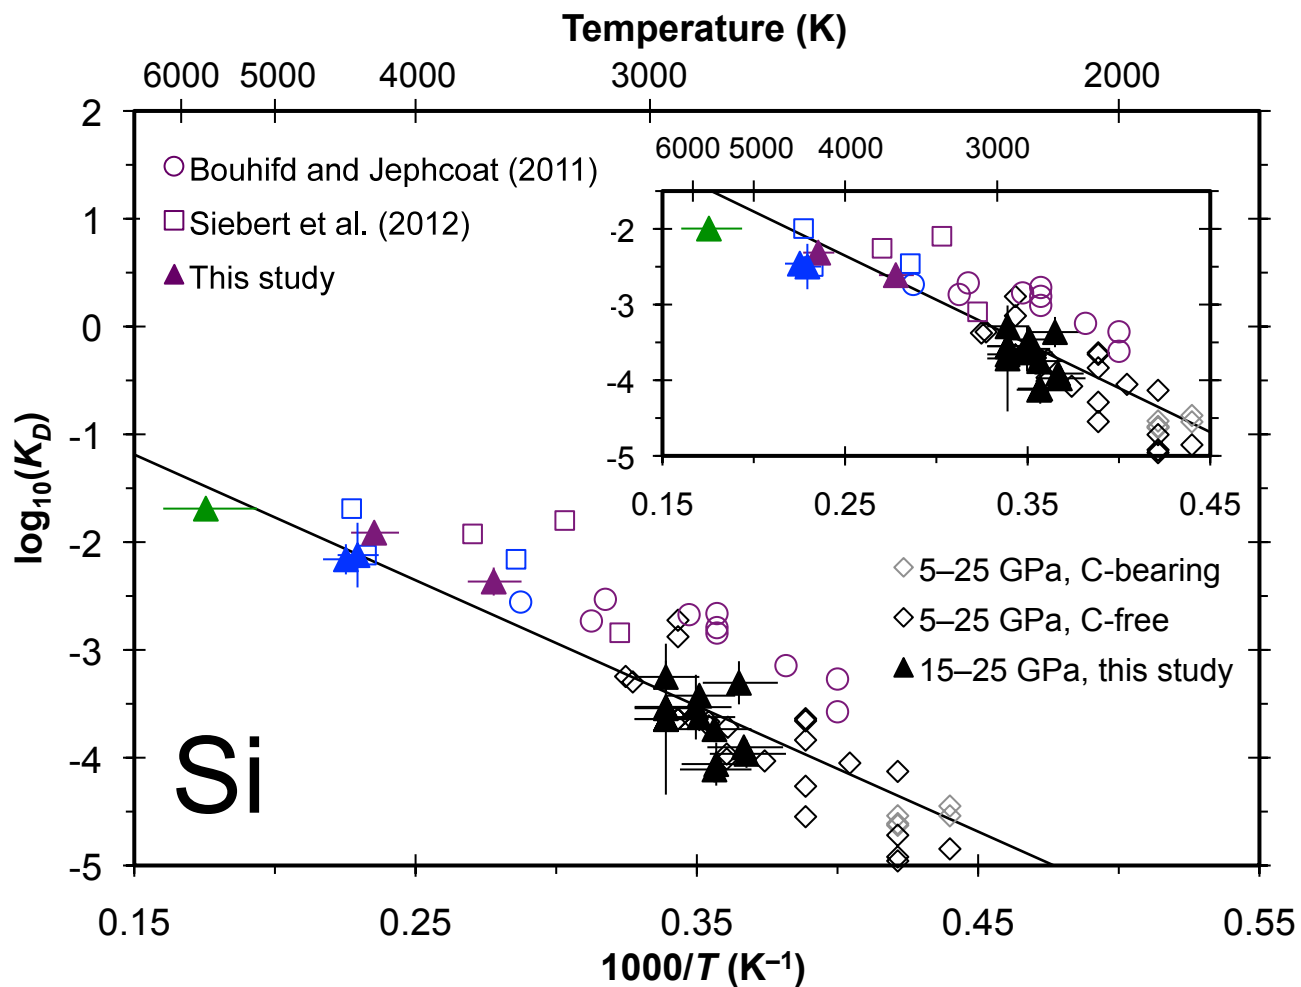 Temperature (K)
6000 5000 4000 3000 2000
2
1
0
-1
-2
-3
-4
-5
log10(KD)
Bouhifd and Jephcoat (2011)
Siebert et al. (2012)
This study
6000 5000 4000 3000
-2
-3
-4
-5
0.15 0.25 0.35 0.45
5–25 GPa, C-bearing
5–25 GPa, C-free
15–25 GPa, this study
Si
0.15 0.25 0.35 0.45 0.55
1000/T (K⁻¹)